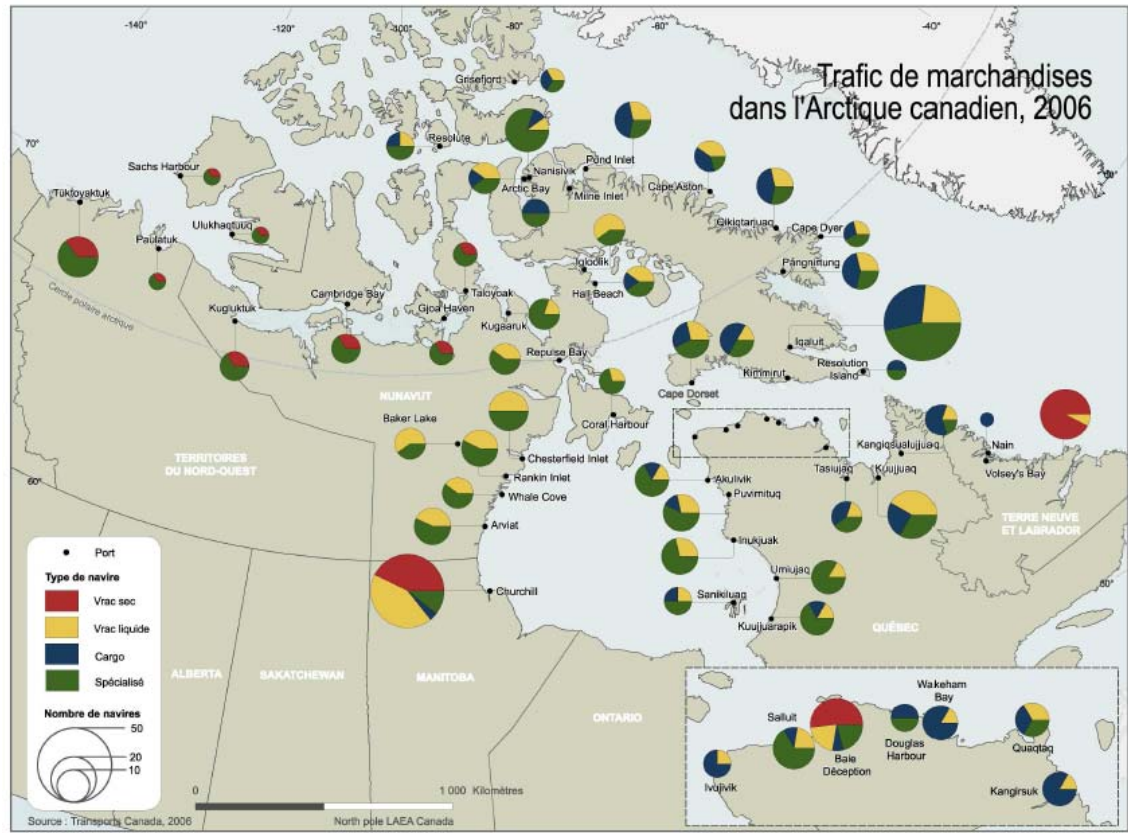 -140°
-120°
-100°
-80°
-60°
-40°
Trafic de marchandises
dans l'Arctique canadien, 2006
Grisefjord
70°
Resolute
Sachs Harbour
Pond Inlet
Nanisivik
Arctic Bay
Milne Inlet
Cape Aston
Tuktoyaktuk
Ulukhaqtuuq
Paulatuk
Qikiqtarjuaq
Cape Dyer
Pangnirtung
Igloolik
Hall Beach
Cercle polaire arctique
Cambridge Bay
Taloyoak
Gjoa Haven
Kugluktuk
Kugaaruk
Repulse Bay
Iqaluit
Resolution
Island
Kimmirut
Cape Dorset
NUNAVUT
Coral Harbour
Baker Lake
TERRITOIRES
DU NORD-OUEST
Chesterfield Inlet
Rankin Inlet
Whale Cove
Arviat
Kangiqsualujjuaq
Nain
Volsey's Bay
Tasiujaq
Kuujjuaq
Akulivik
Puvirnituq
60°
TERRE NEUVE
ET LABRADOR
Inukjuak
Umiujaq
Churchill
Sanikiluaq
Kuujjuarapik
QUÉBEC
Port
Type de navire
Vrac sec
Vrac liquide
Cargo
Spécialisé
Nombre de navires
50
20
10
ALBERTA
SAKATCHEWAN
MANITOBA
ONTARIO
Wakeham
Bay
Salluit
Baie
Déception
Douglas
Harbour
Quaqtaq
Ivujivik
Kangirsuk
0
1 000 Kilomètres
Source : Transports Canada, 2006
North pole LAEA Canada